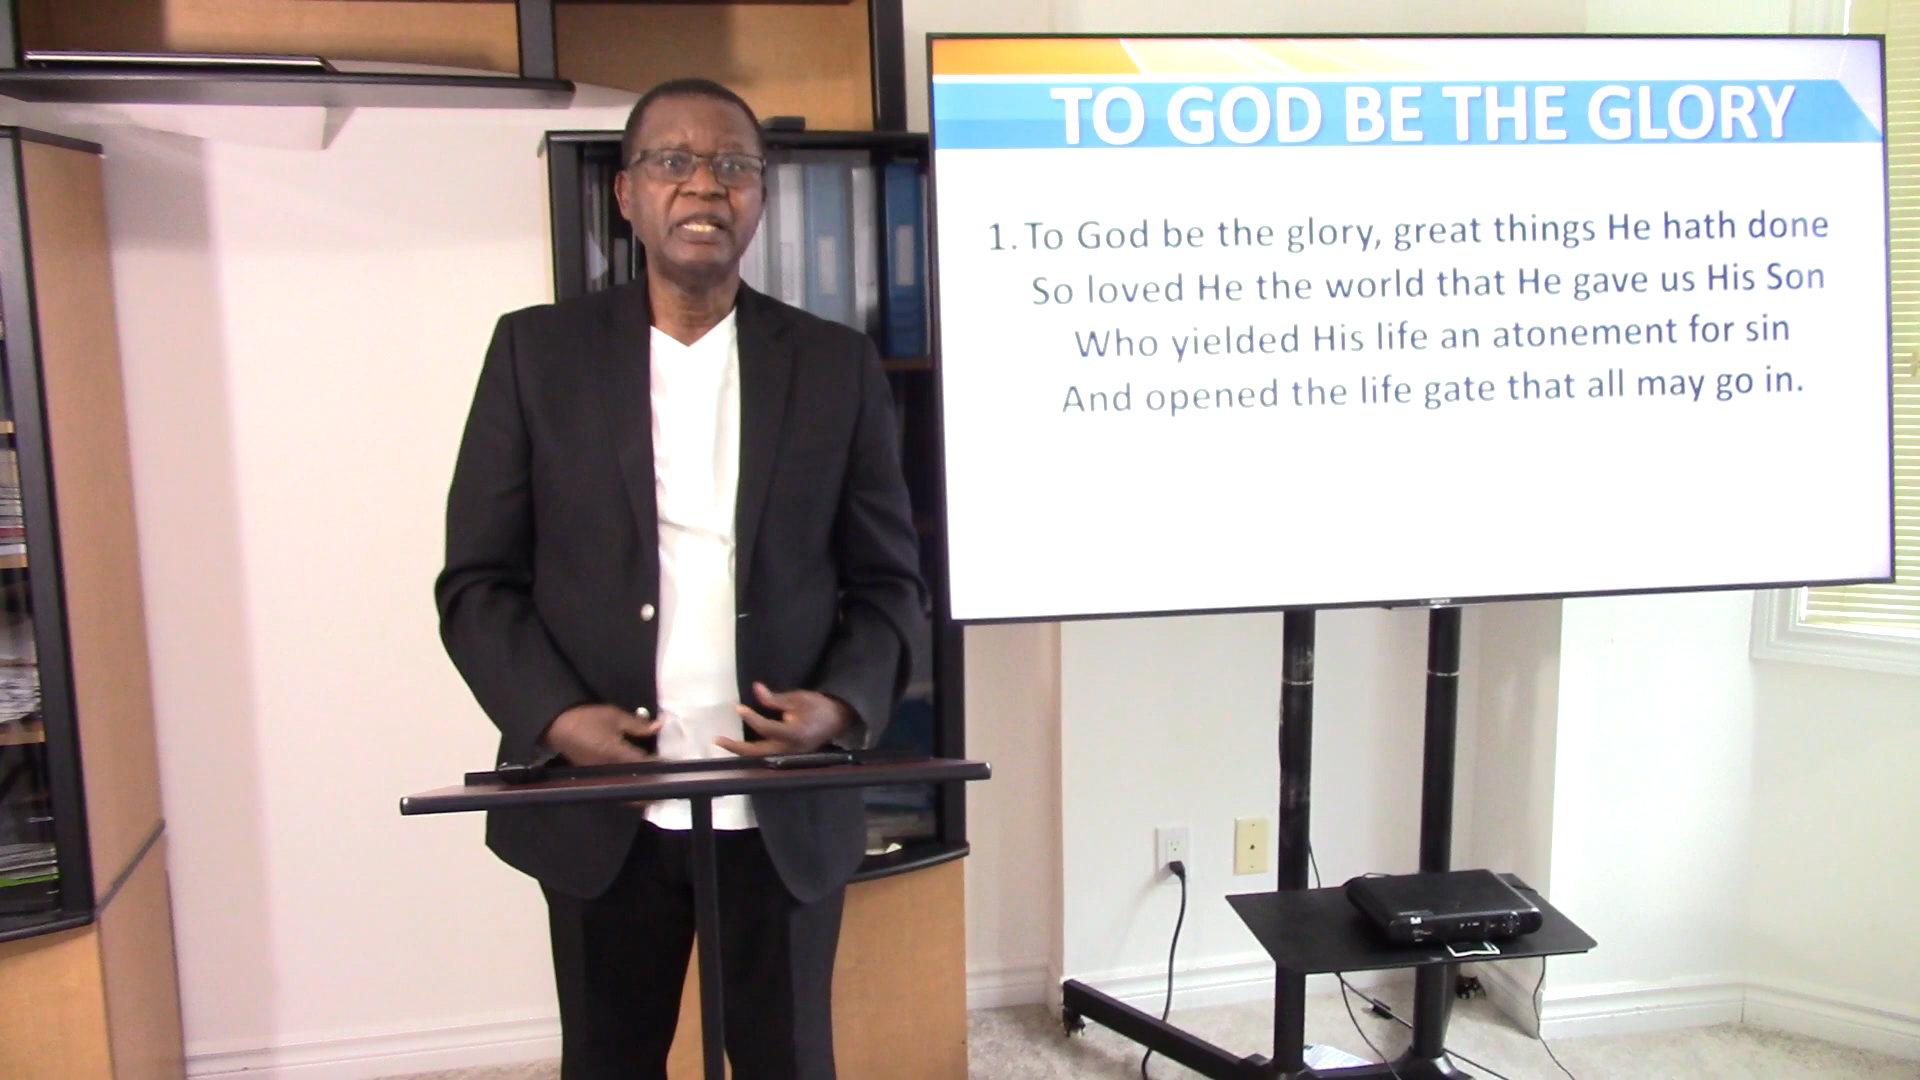 TO GOD BE THE GLORY
1. To God be the glory, great things He hath done
So loved He the world that He gave us His Son
Who yielded His life an atonement for sin
And opened the life gate that all may go in.
SONY